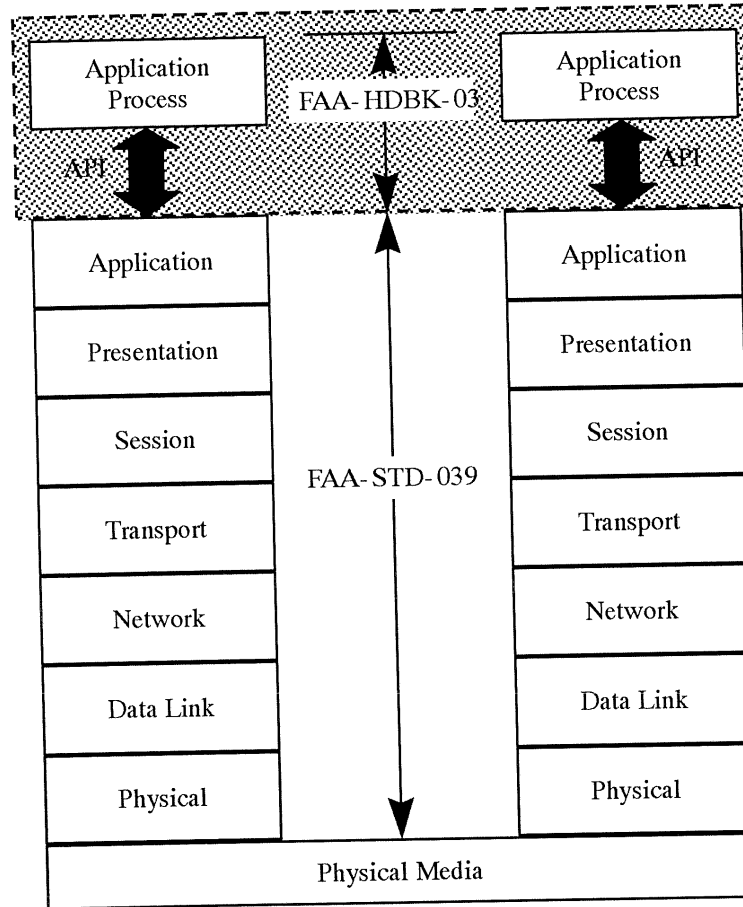 Application
Process
FAA-HDBK-03
Application
Process
API
API
Application
Application
Presentation
Presentation
Session
Session
FAA-STD-039
Transport
Transport
Network
Network
Data Link
Data Link
Physical
Physical
Physical Media